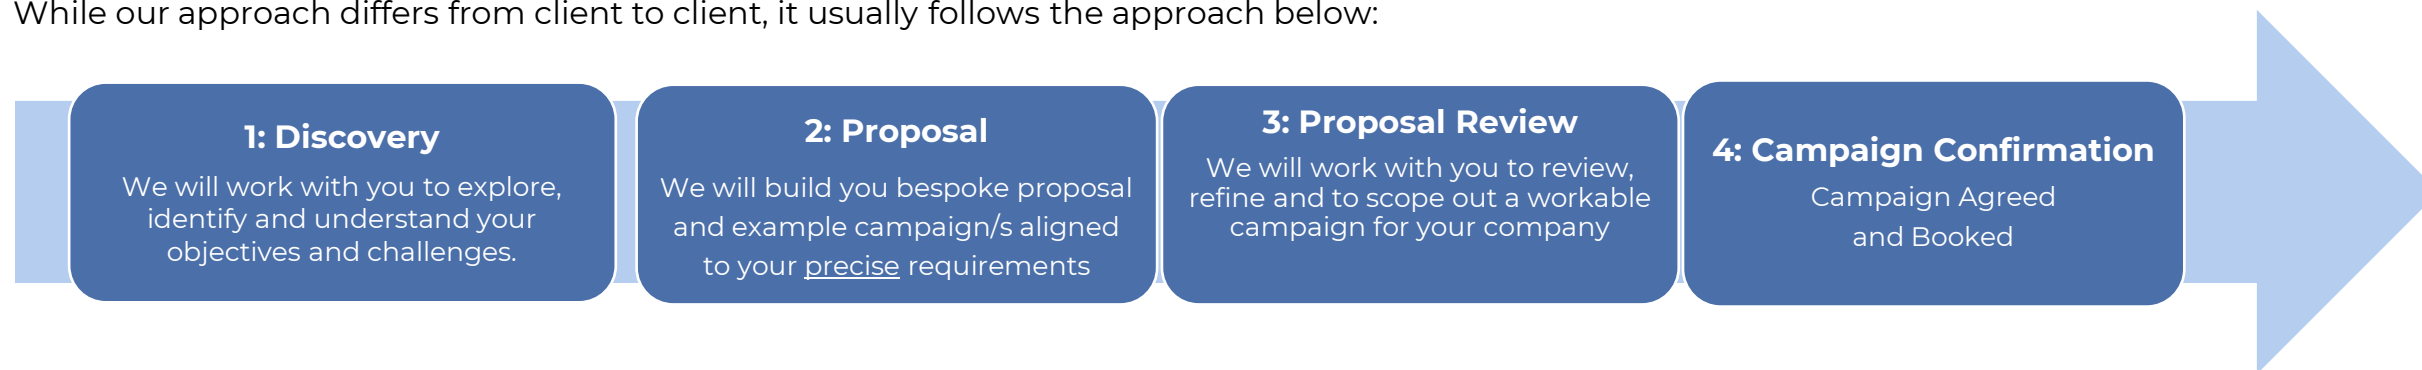 While our approach differs from client to client, it usually follows the approach below:
1: Discovery
We will work with you to explore,
identify and understand your
objectives and challenges.
2: Proposal
We will build you bespoke proposal
and example campaign/s aligned
to your precise requirements
3: Proposal Review
We will work with you to review,
refine and to scope out a workable
campaign for your company
4: Campaign Confirmation
Campaign Agreed
and Booked